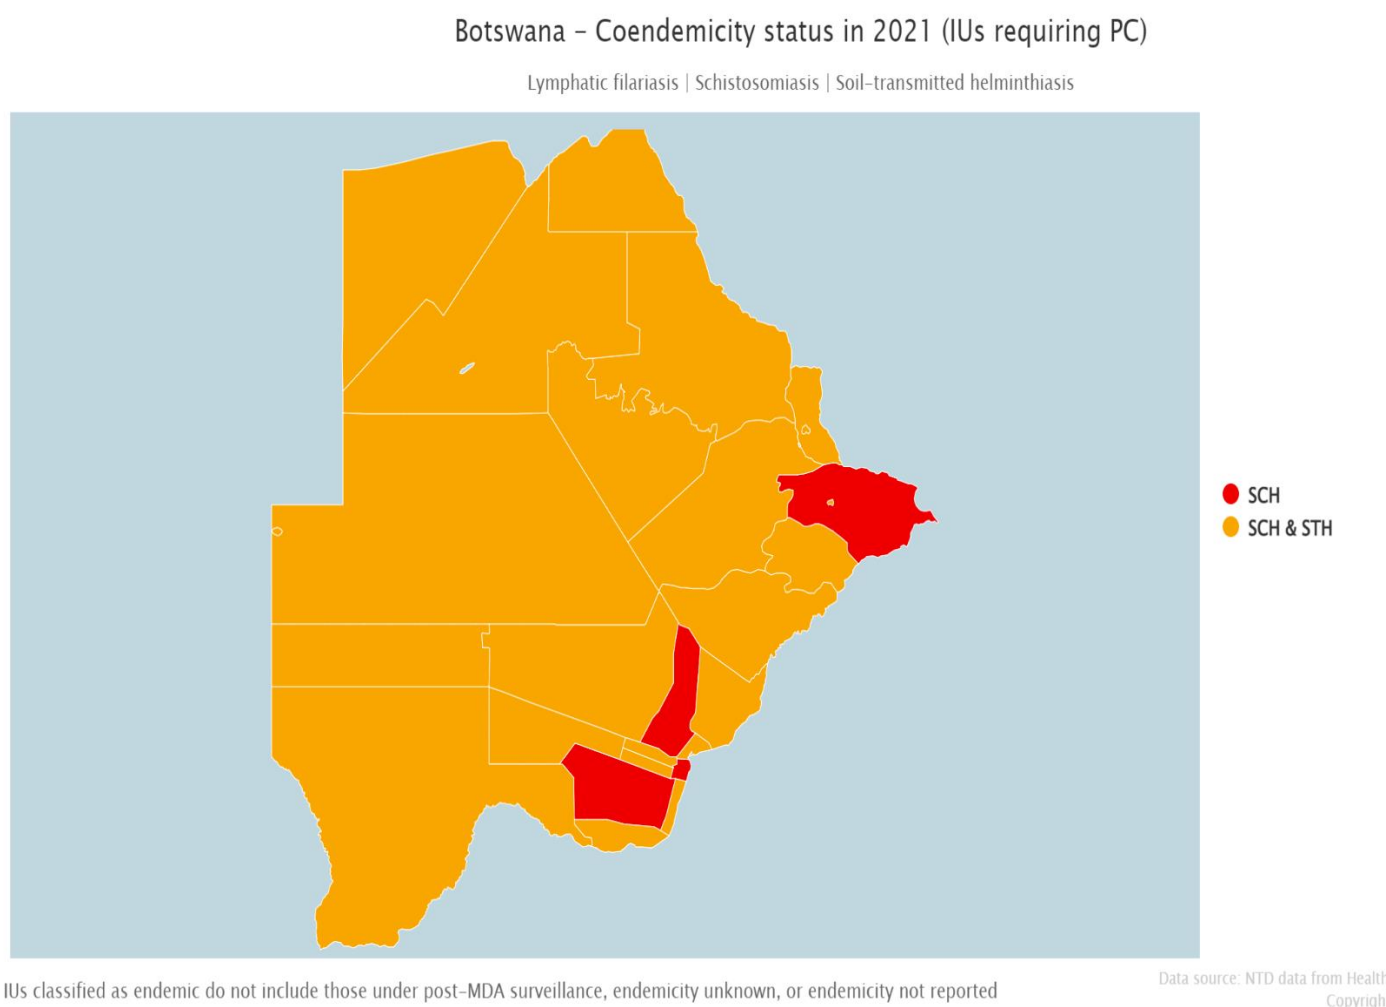 Botswana – Coendemicity status in 2021 (IUs requiring PC)
Lymphatic filariasis | Schistosomiasis | Soil–transmitted helminthiasis
SCH
SCH & STH
Data source: NTD data from Health
Copyright
IUs classified as endemic do not include those under post–MDA surveillance, endemicity unknown, or endemicity not reported